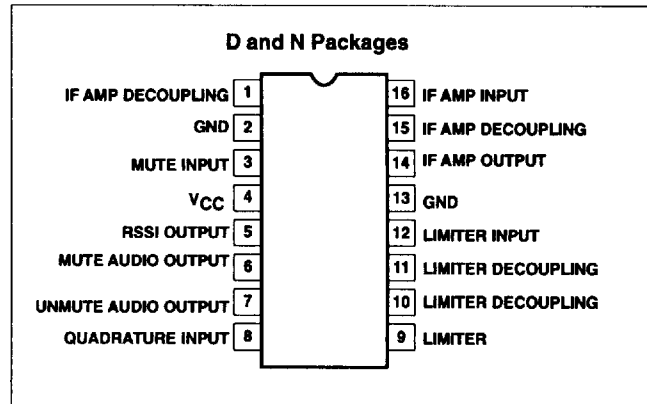 D and N Packages
IF AMP DECOUPLING 1
GND 2
MUTE INPUT 3
VCC 4
RSSI OUTPUT 5
MUTE AUDIO OUTPUT 6
UNMUTE AUDIO OUTPUT 7
QUADRATURE INPUT 8
16 IF AMP INPUT
15 IF AMP DECOUPLING
14 IF AMP OUTPUT
13 GND
12 LIMITER INPUT
11 LIMITER DECOUPLING
10 LIMITER DECOUPLING
9 LIMITER